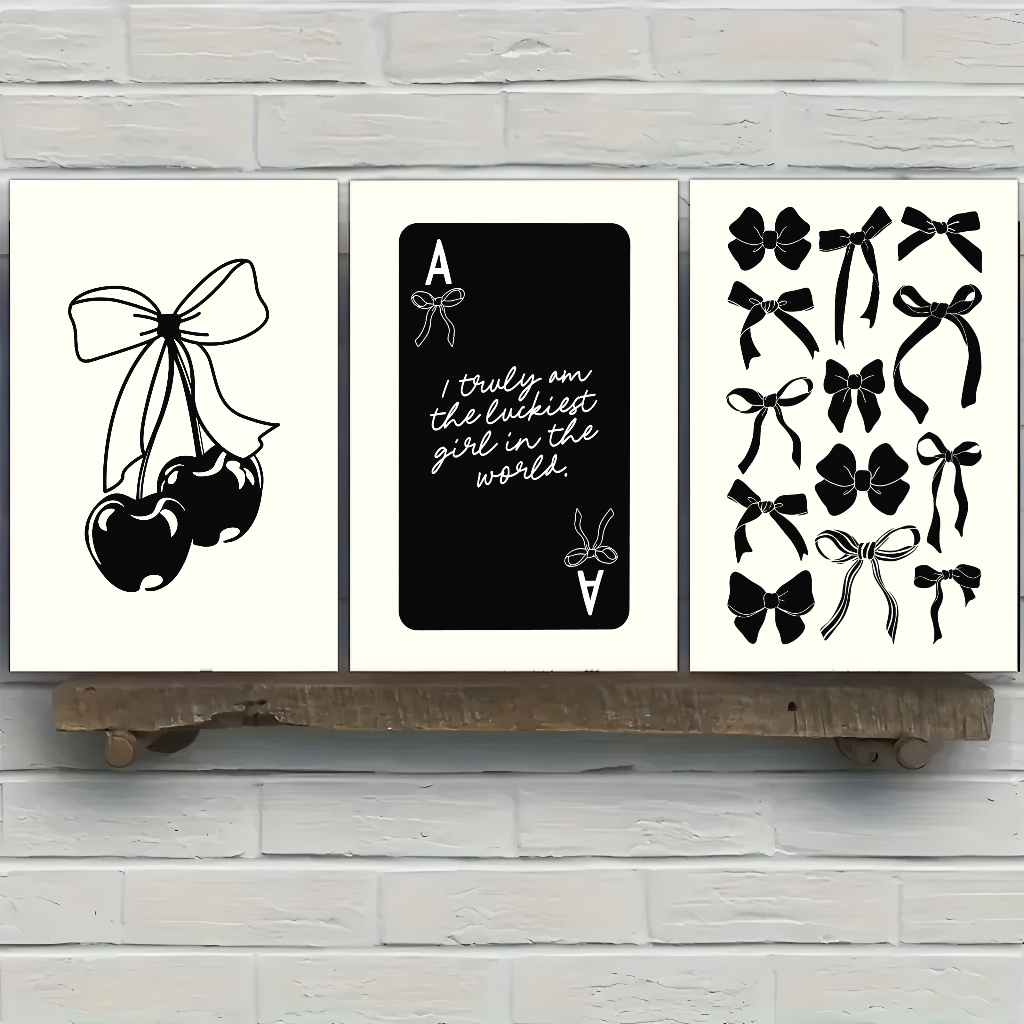 A
I truly am
the luckiest
girl in the
world.
A